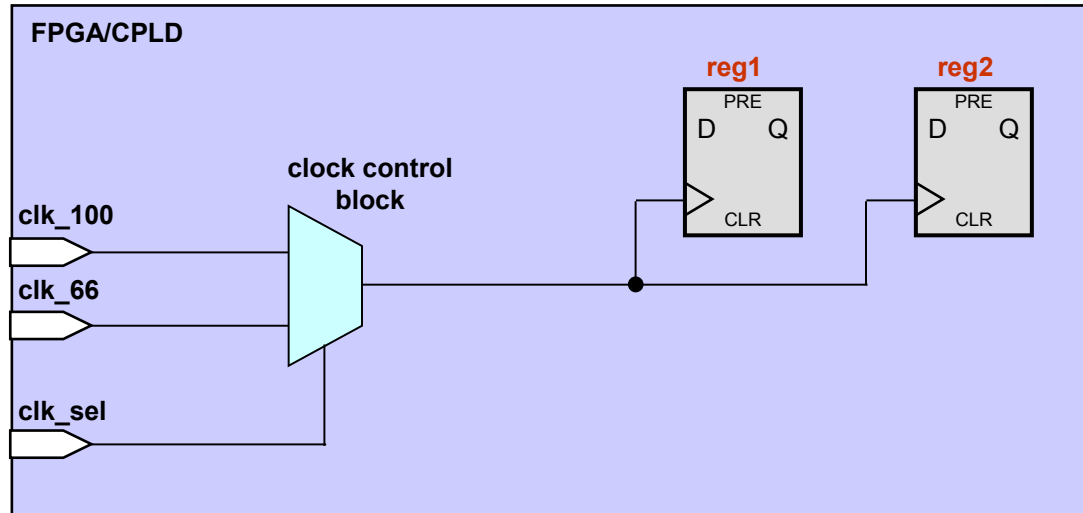 FPGA/CPLD
reg1
reg2
PRE
D Q
CLR
PRE
D Q
CLR
clock control
block
clk_100
clk_66
clk_sel